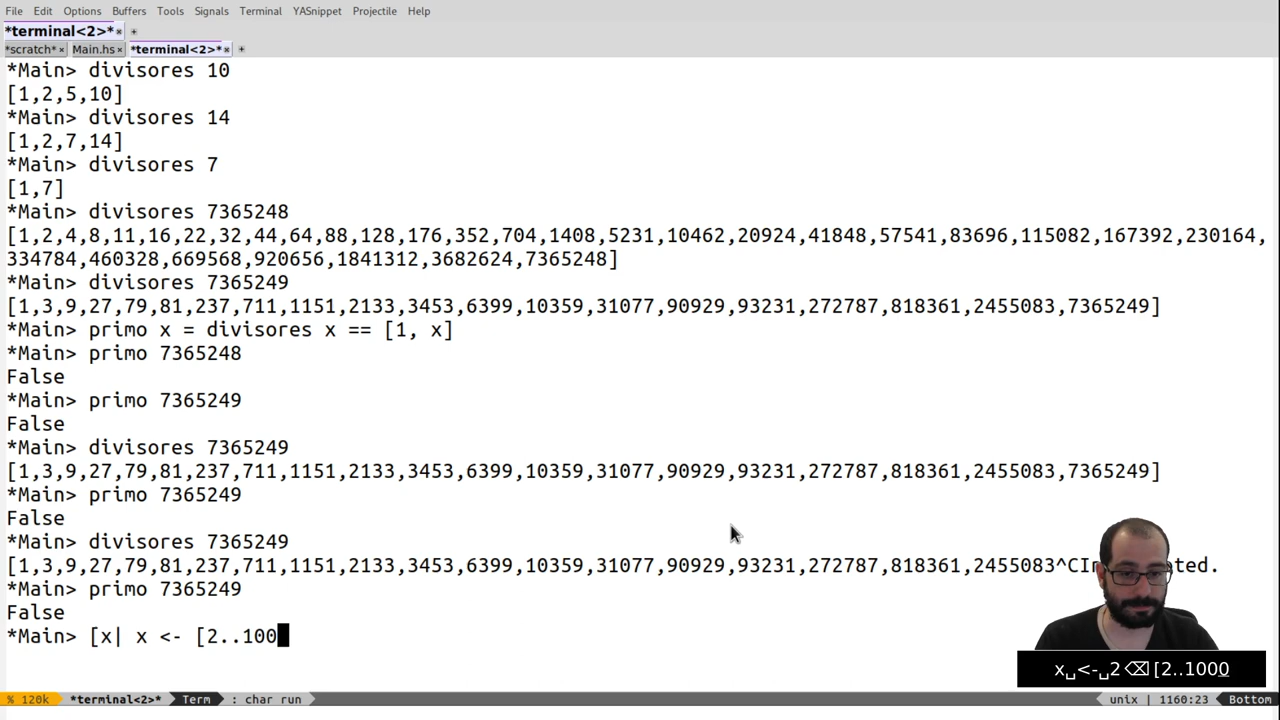 File Edit Options Buffers Tools Signals Terminal YASnippet Projectile Help
*terminal<2>*× +
*scratch*× Main.hs× *terminal<2>*× +
*Main> divisores 10
[1,2,5,10]
*Main> divisores 14
[1,2,7,14]
*Main> divisores 7
[1,7]
*Main> divisores 7365248
[1,2,4,8,11,16,22,32,44,64,88,128,176,352,704,1408,5231,10462,20924,41848,57541,83696,115082,167392,230164,
334784,460328,669568,920656,1841312,3682624,7365248]
*Main> divisores 7365249
[1,3,9,27,79,81,237,711,1151,2133,3453,6399,10359,31077,90929,93231,272787,818361,2455083,7365249]
*Main> primo x = divisores x == [1, x]
*Main> primo 7365248
False
*Main> primo 7365249
False
*Main> divisores 7365249
[1,3,9,27,79,81,237,711,1151,2133,3453,6399,10359,31077,90929,93231,272787,818361,2455083,7365249]
*Main> primo 7365249
False
*Main> divisores 7365249
[1,3,9,27,79,81,237,711,1151,2133,3453,6399,10359,31077,90929,93231,272787,818361,2455083^CIn ted.
*Main> primo 7365249
False
*Main> [x| x <- [2..100
x␣<-␣2⌫[2..1000
% 120k *terminal<2>* Term : char run unix | 1160:23 Bottom